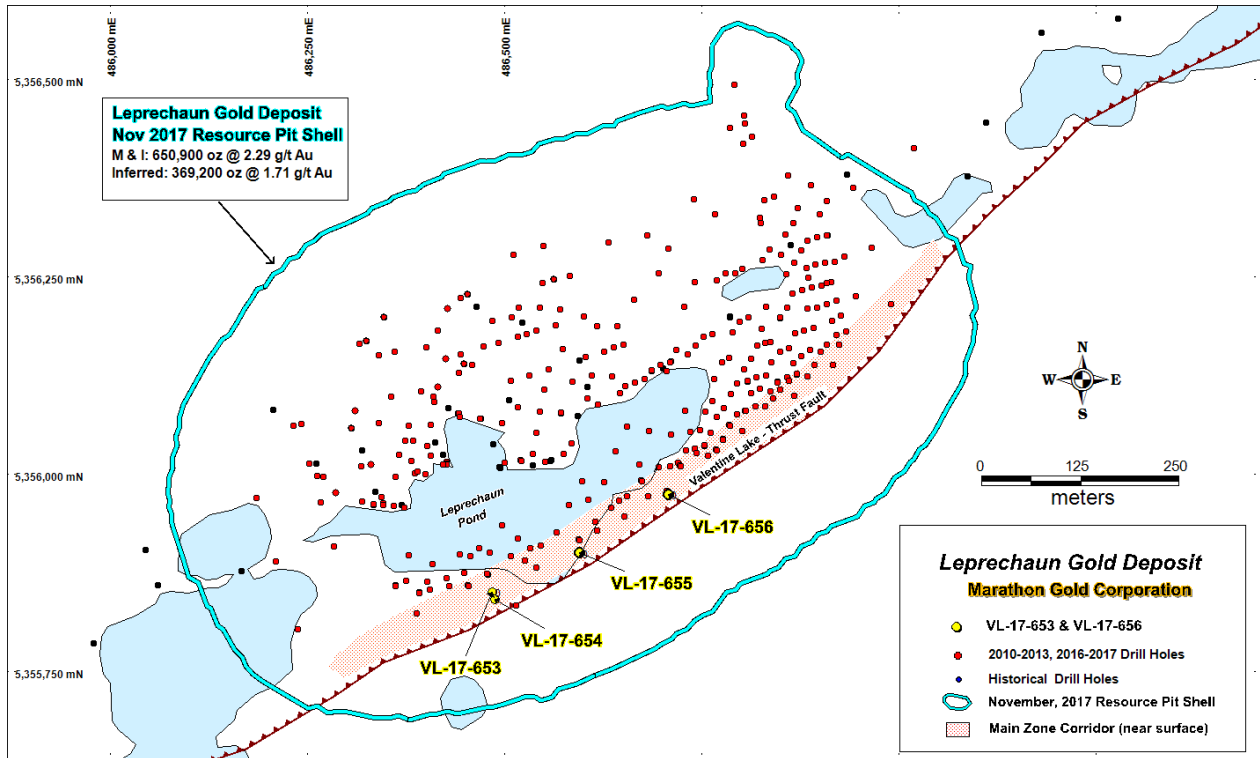 486,000 mE
486,250 mE
486,500 mE
5,356,500 mN
5,356,250 mN
5,356,000 mN
5,355,750 mN
Leprechaun Gold Deposit
Nov 2017 Resource Pit Shell
M & I: 650,900 oz @ 2.29 g/t Au
Inferred: 369,200 oz @ 1.71 g/t Au
N
W
E
S
0 125 250
meters
Valentine Lake - Thrust Fault
Leprechaun
Pond
VL-17-656
VL-17-655
VL-17-654
VL-17-653
Leprechaun Gold Deposit
Marathon Gold Corporation
VL-17-653 & VL-17-656
2010-2013, 2016-2017 Drill Holes
Historical Drill Holes
November, 2017 Resource Pit Shell
Main Zone Corridor (near surface)